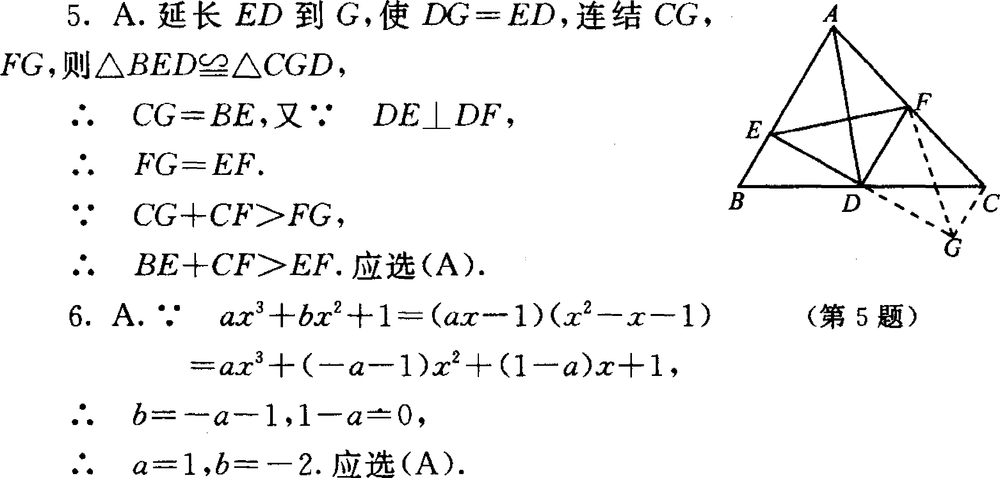 5. A. 延长 ED 到 G,使 DG=ED,连结 CG,
FG,则△BED≌△CGD,
∴ CG=BE,又∵ DE⊥DF,
∴ FG=EF.
∵ CG+CF>FG,
∴ BE+CF>EF. 应选(A).
A
F
E
B
D
C
G
(第 5 题)
6. A. ∵ ax³+bx²+1=(ax-1)(x²-x-1)
=ax³+(-a-1)x²+(1-a)x+1,
∴ b=-a-1,1-a=0,
∴ a=1,b=-2. 应选(A).